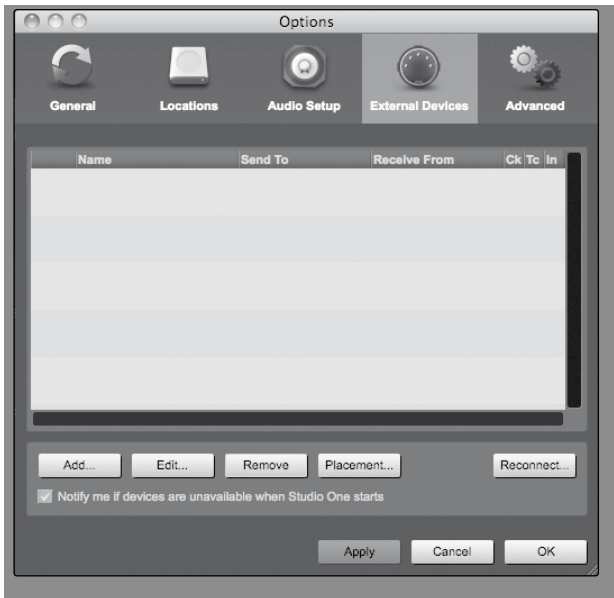 Options
General Locations Audio Setup External Devices Advanced
Name Send To Receive From Ck Tc In
Add... Edit... Remove Placement... Reconnect...
Notify me if devices are unavailable when Studio One starts
Apply Cancel OK